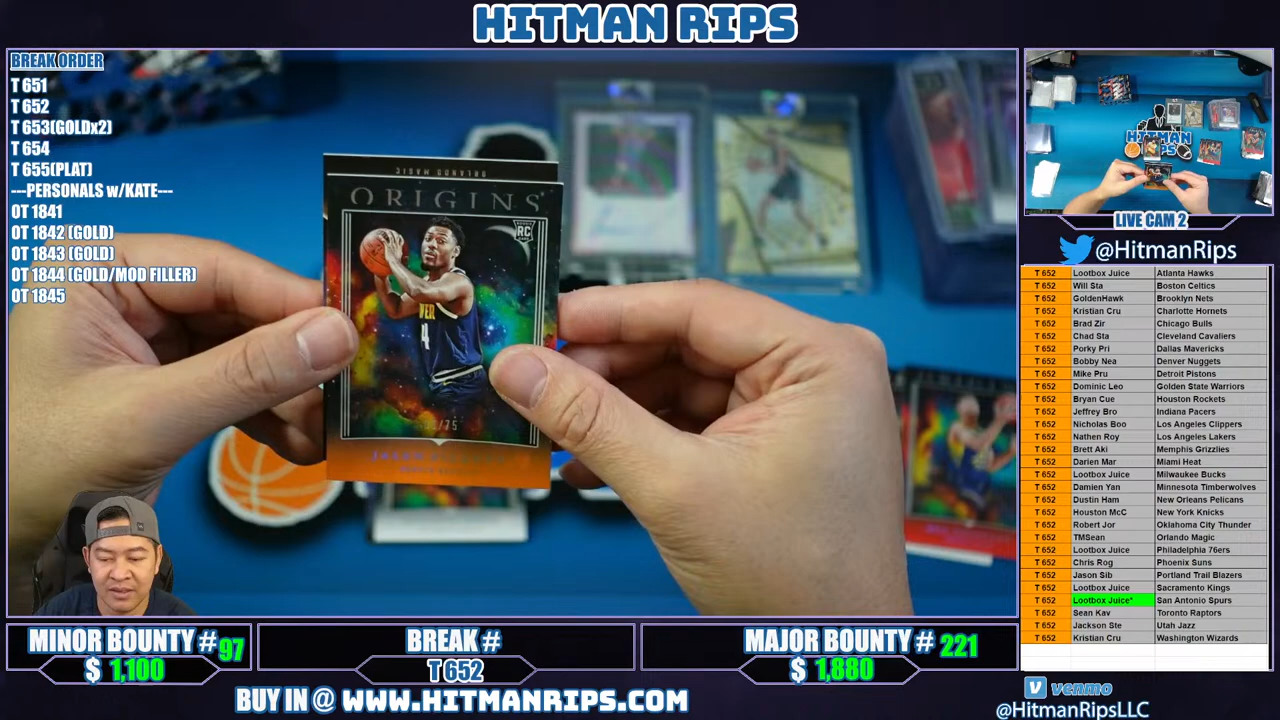 HITMAN RIPS
BREAK ORDER
T 651
T 652
T 653(GOLDx2)
T 654
T 655(PLAT)
---PERSONALS w/KATE---
OT 1841
OT 1842 (GOLD)
OT 1843 (GOLD)
OT 1844 (GOLD/MOD FILLER)
OT 1845
ORLANDO MAGIC
ORIGINS
RC
4
/75
HITMAN
LIVE CAM 2
@HitmanRips
T 652 Lootbox Juice Atlanta Hawks
T 652 Will Sta Boston Celtics
T 652 GoldenHawk Brooklyn Nets
T 652 Kristian Cru Charlotte Hornets
T 652 Brad Zir Chicago Bulls
T 652 Chad Sta Cleveland Cavaliers
T 652 Porky Pri Dallas Mavericks
T 652 Bobby Nea Denver Nuggets
T 652 Mike Pru Detroit Pistons
T 652 Dominic Leo Golden State Warriors
T 652 Bryan Cue Houston Rockets
T 652 Jeffrey Bro Indiana Pacers
T 652 Nicholas Boo Los Angeles Clippers
T 652 Nathen Roy Los Angeles Lakers
T 652 Brett Aki Memphis Grizzlies
T 652 Darien Mar Miami Heat
T 652 Lootbox Juice Milwaukee Bucks
T 652 Damien Yan Minnesota Timberwolves
T 652 Dustin Ham New Orleans Pelicans
T 652 Houston McC New York Knicks
T 652 Robert Jor Oklahoma City Thunder
T 652 TMSean Orlando Magic
T 652 Lootbox Juice Philadelphia 76ers
T 652 Chris Rog Phoenix Suns
T 652 Jason Sib Portland Trail Blazers
T 652 Lootbox Juice Sacramento Kings
T 652 Lootbox Juice* San Antonio Spurs
T 652 Sean Kav Toronto Raptors
T 652 Jackson Ste Utah Jazz
T 652 Kristian Cru Washington Wizards
MINOR BOUNTY # 97
$ 1,100
BREAK #
T 652
MAJOR BOUNTY # 221
$ 1,880
BUY IN @ WWW.HITMANRIPS.COM
venmo
@HitmanRipsLLC